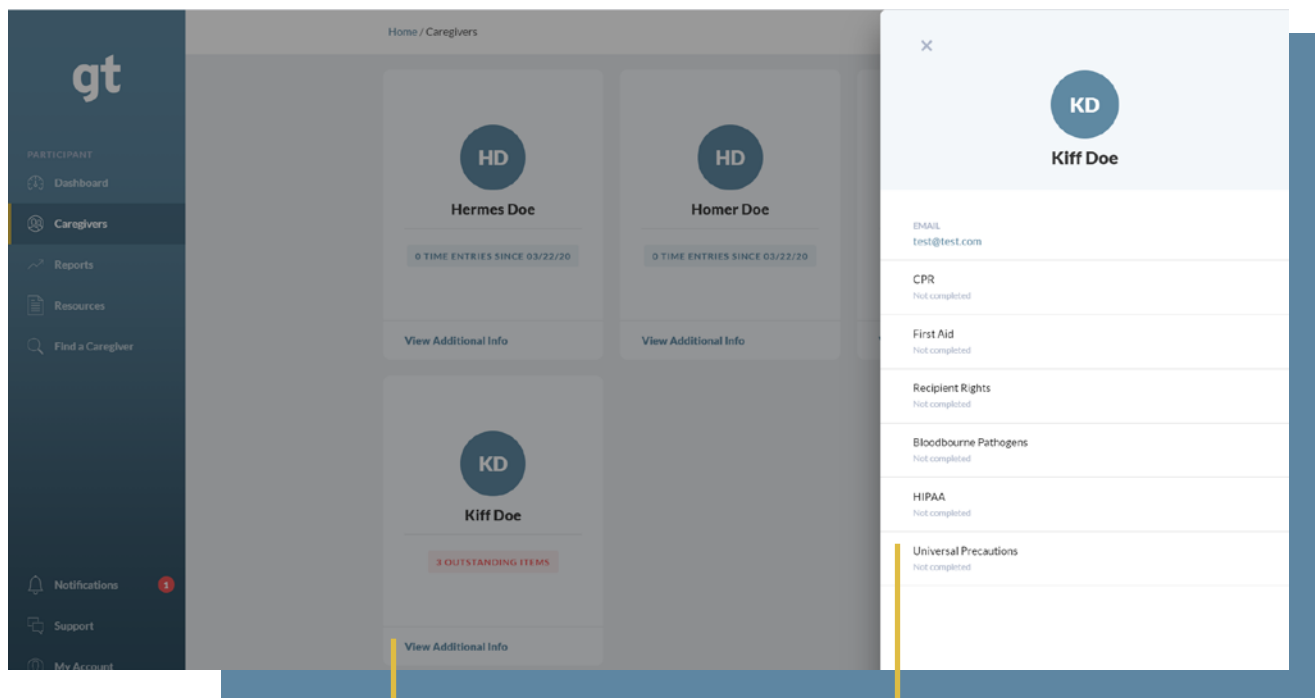 gt
PARTICIPANT
Dashboard
Caregivers
Reports
Resources
Find a Caregiver
Notifications 1
Support
My Account
Home / Caregivers
HD
Hermes Doe
0 TIME ENTRIES SINCE 03/22/20
View Additional Info
HD
Homer Doe
0 TIME ENTRIES SINCE 03/22/20
View Additional Info
KD
Kiff Doe
3 OUTSTANDING ITEMS
View Additional Info
×
KD
Kiff Doe
EMAIL
test@test.com
CPR
Not completed
First Aid
Not completed
Recipient Rights
Not completed
Bloodbourne Pathogens
Not completed
HIPAA
Not completed
Universal Precautions
Not completed